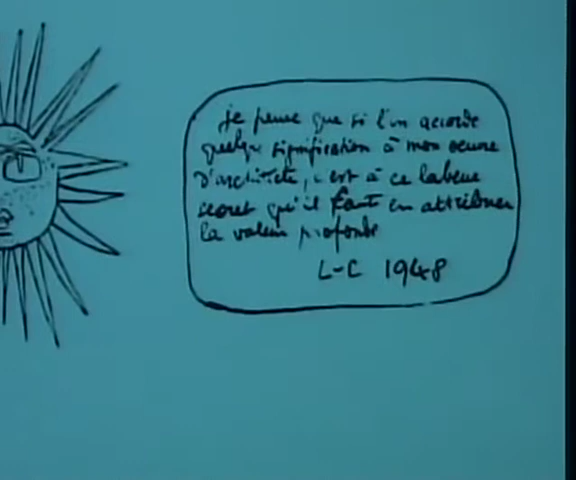 je pense que si l'on accorde
quelque signification à mon oeuvre
D'architecte, c'est à ce labeur
secret qu'il faut en attribuer
la valeur profonde
L-C 1948